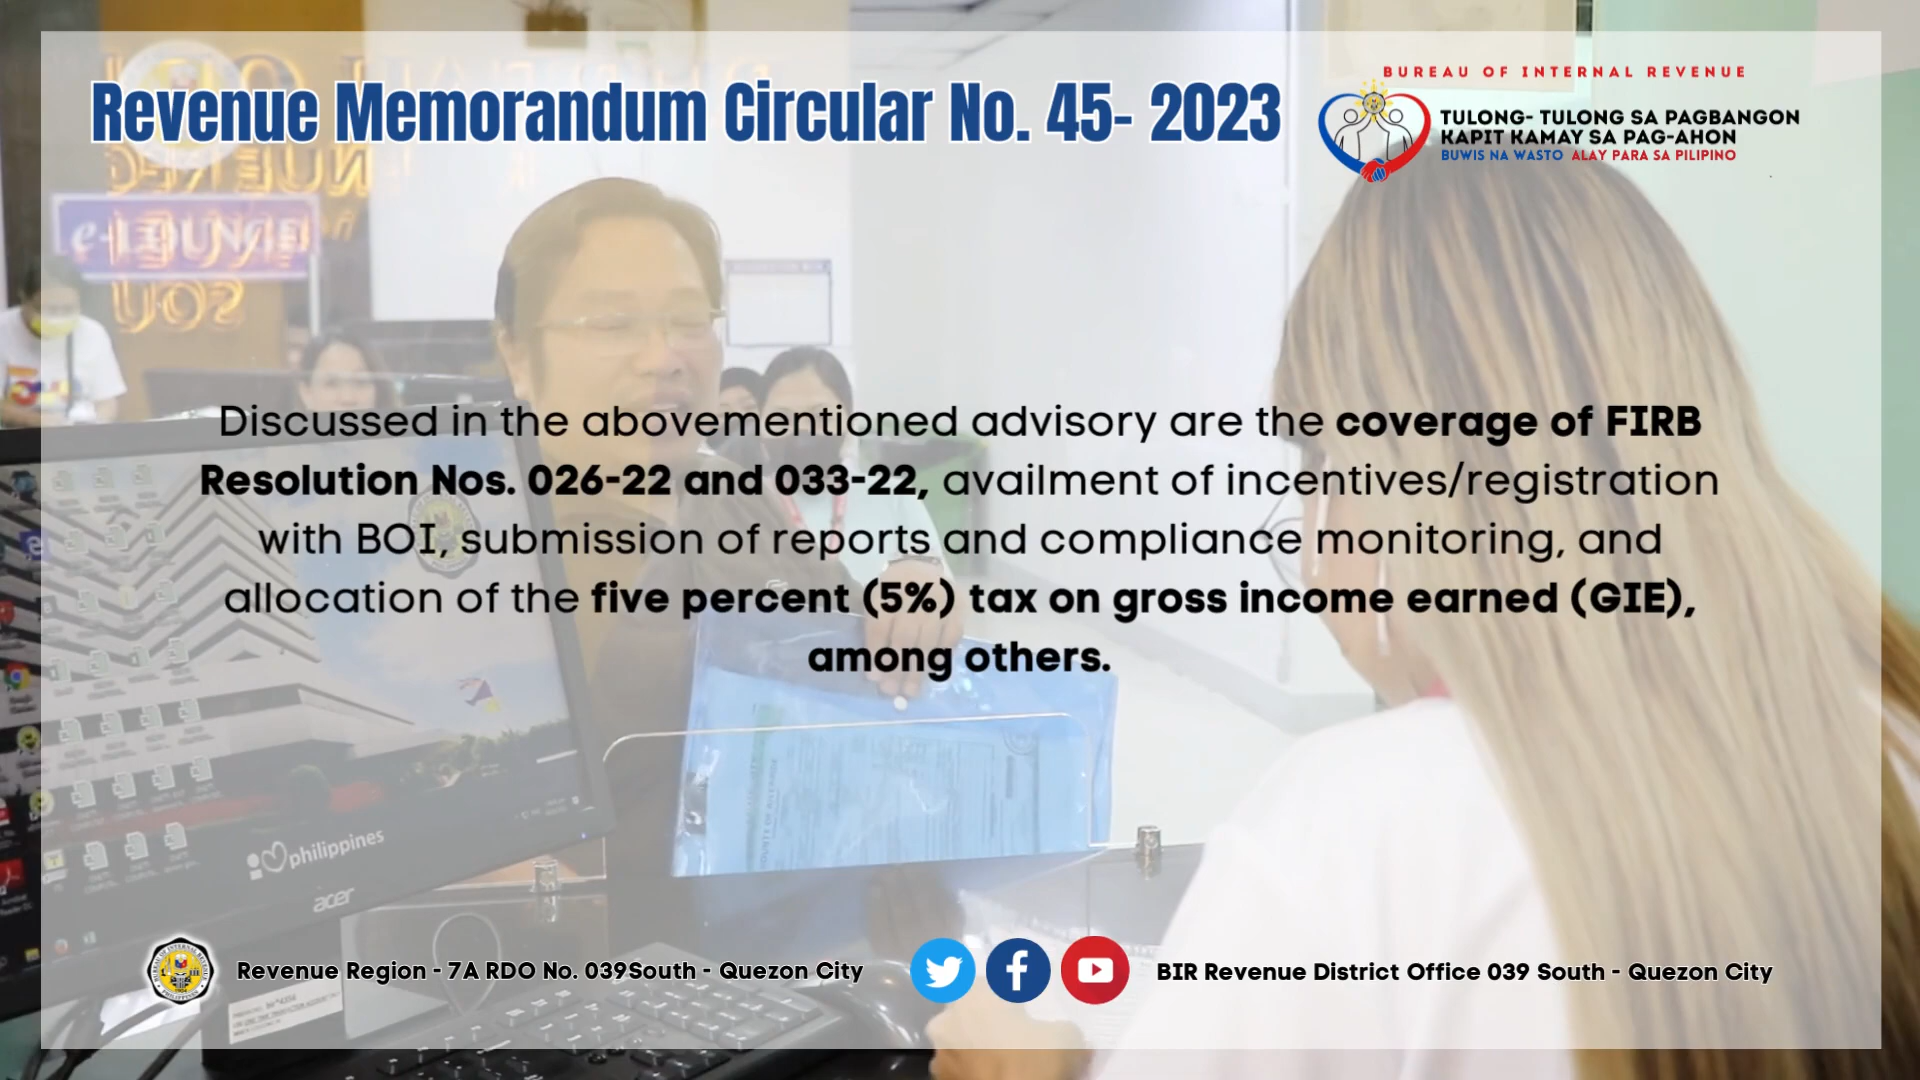 BUREAU OF INTERNAL REVENUE
Revenue Memorandum Circular No. 45- 2023
TULONG- TULONG SA PAGBANGON
KAPIT KAMAY SA PAG-AHON
BUWIS NA WASTO ALAY PARA SA PILIPINO
e-LOUNGE
Discussed in the abovementioned advisory are the coverage of FIRB
Resolution Nos. 026-22 and 033-22, availment of incentives/registration
with BOI, submission of reports and compliance monitoring, and
allocation of the five percent (5%) tax on gross income earned (GIE),
among others.
philippines
acer
Revenue Region - 7A RDO No. 039South - Quezon City
BIR Revenue District Office 039 South - Quezon City